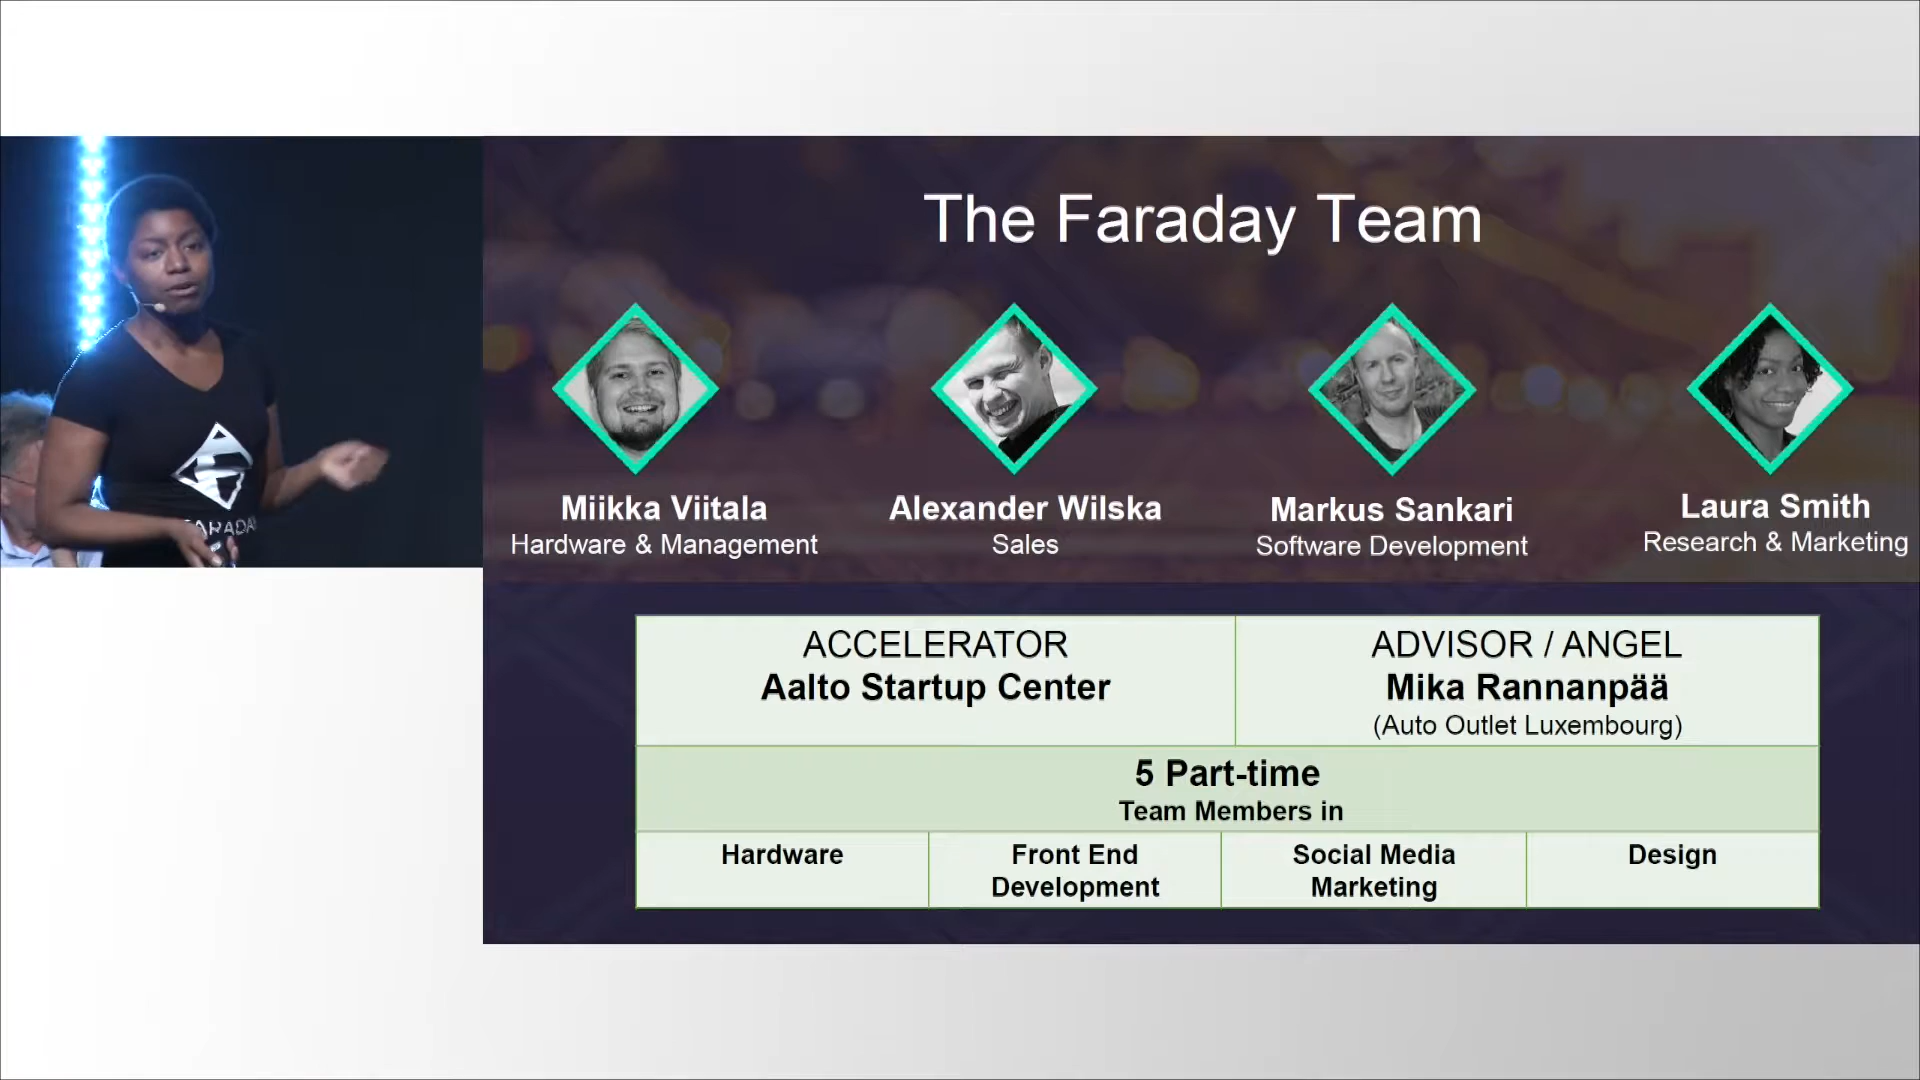 The Faraday Team
Miikka Viitala
Hardware & Management
Alexander Wilska
Sales
Markus Sankari
Software Development
Laura Smith
Research & Marketing
ACCELERATOR
Aalto Startup Center
ADVISOR / ANGEL
Mika Rannanpää
(Auto Outlet Luxembourg)
5 Part-time
Team Members in
Hardware
Front End
Development
Social Media
Marketing
Design
FARADAY